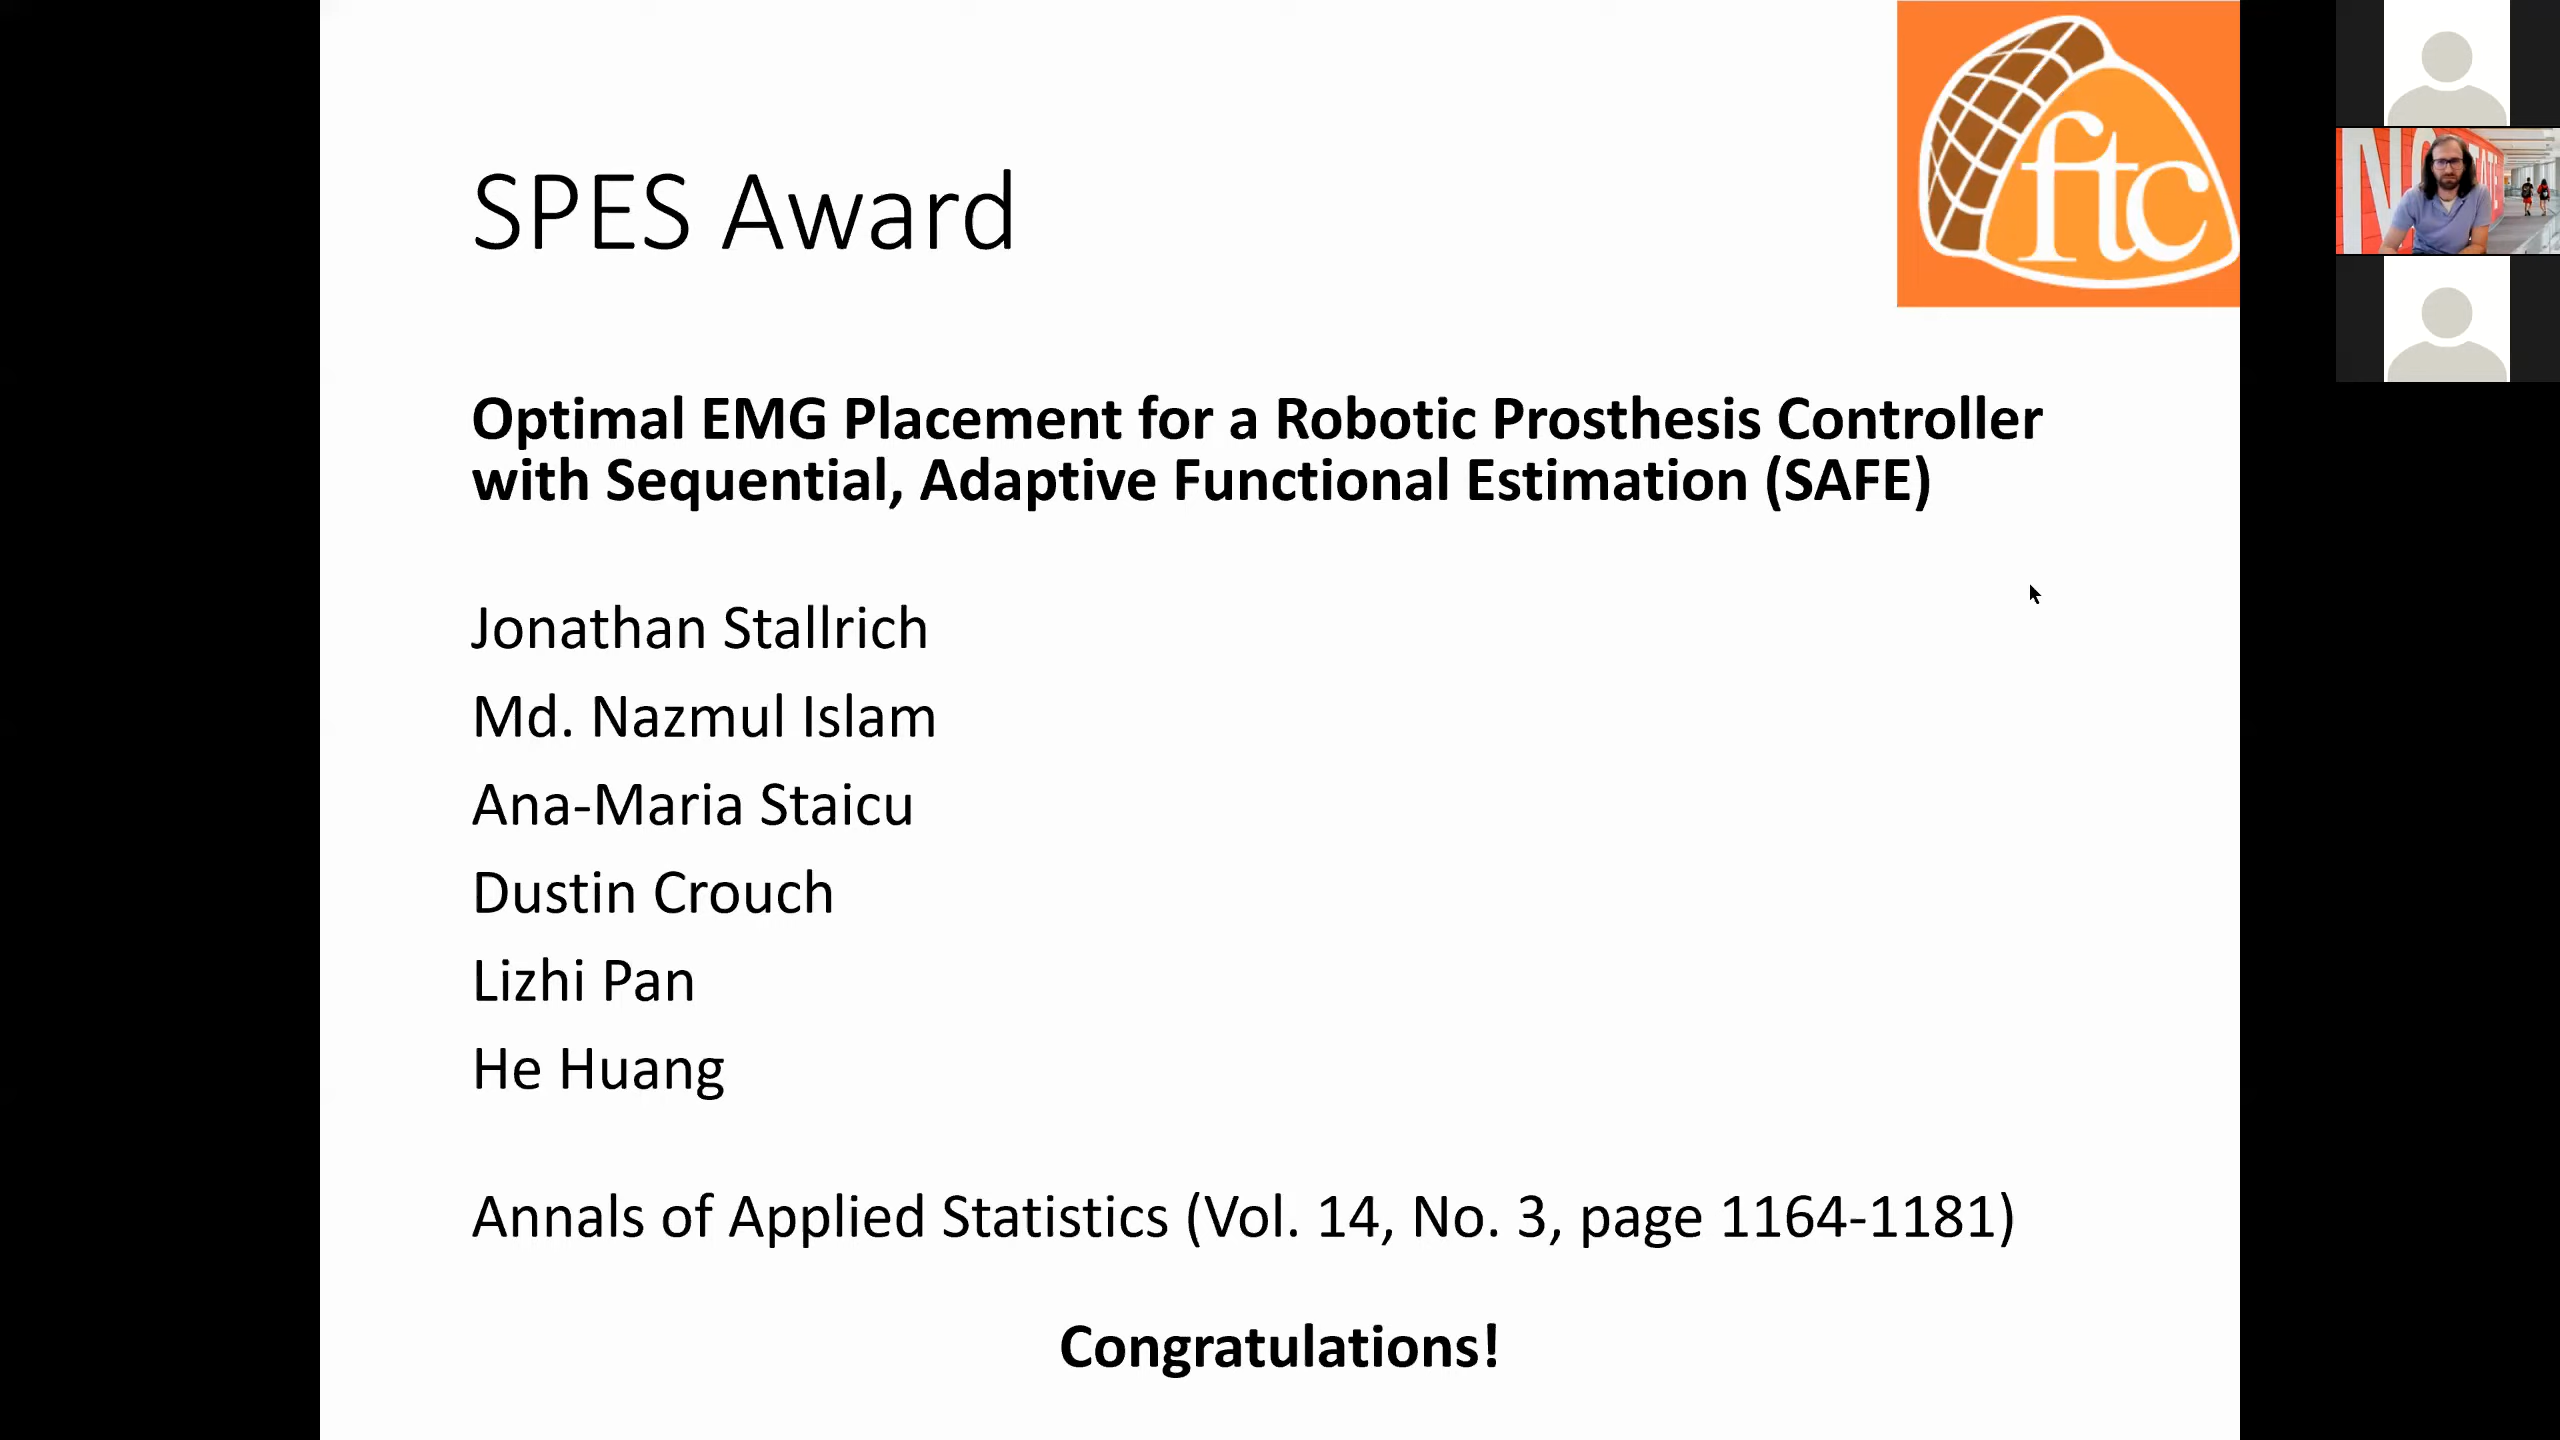 SPES Award
ftc
Optimal EMG Placement for a Robotic Prosthesis Controller
with Sequential, Adaptive Functional Estimation (SAFE)
Jonathan Stallrich
Md. Nazmul Islam
Ana-Maria Staicu
Dustin Crouch
Lizhi Pan
He Huang
Annals of Applied Statistics (Vol. 14, No. 3, page 1164-1181)
Congratulations!